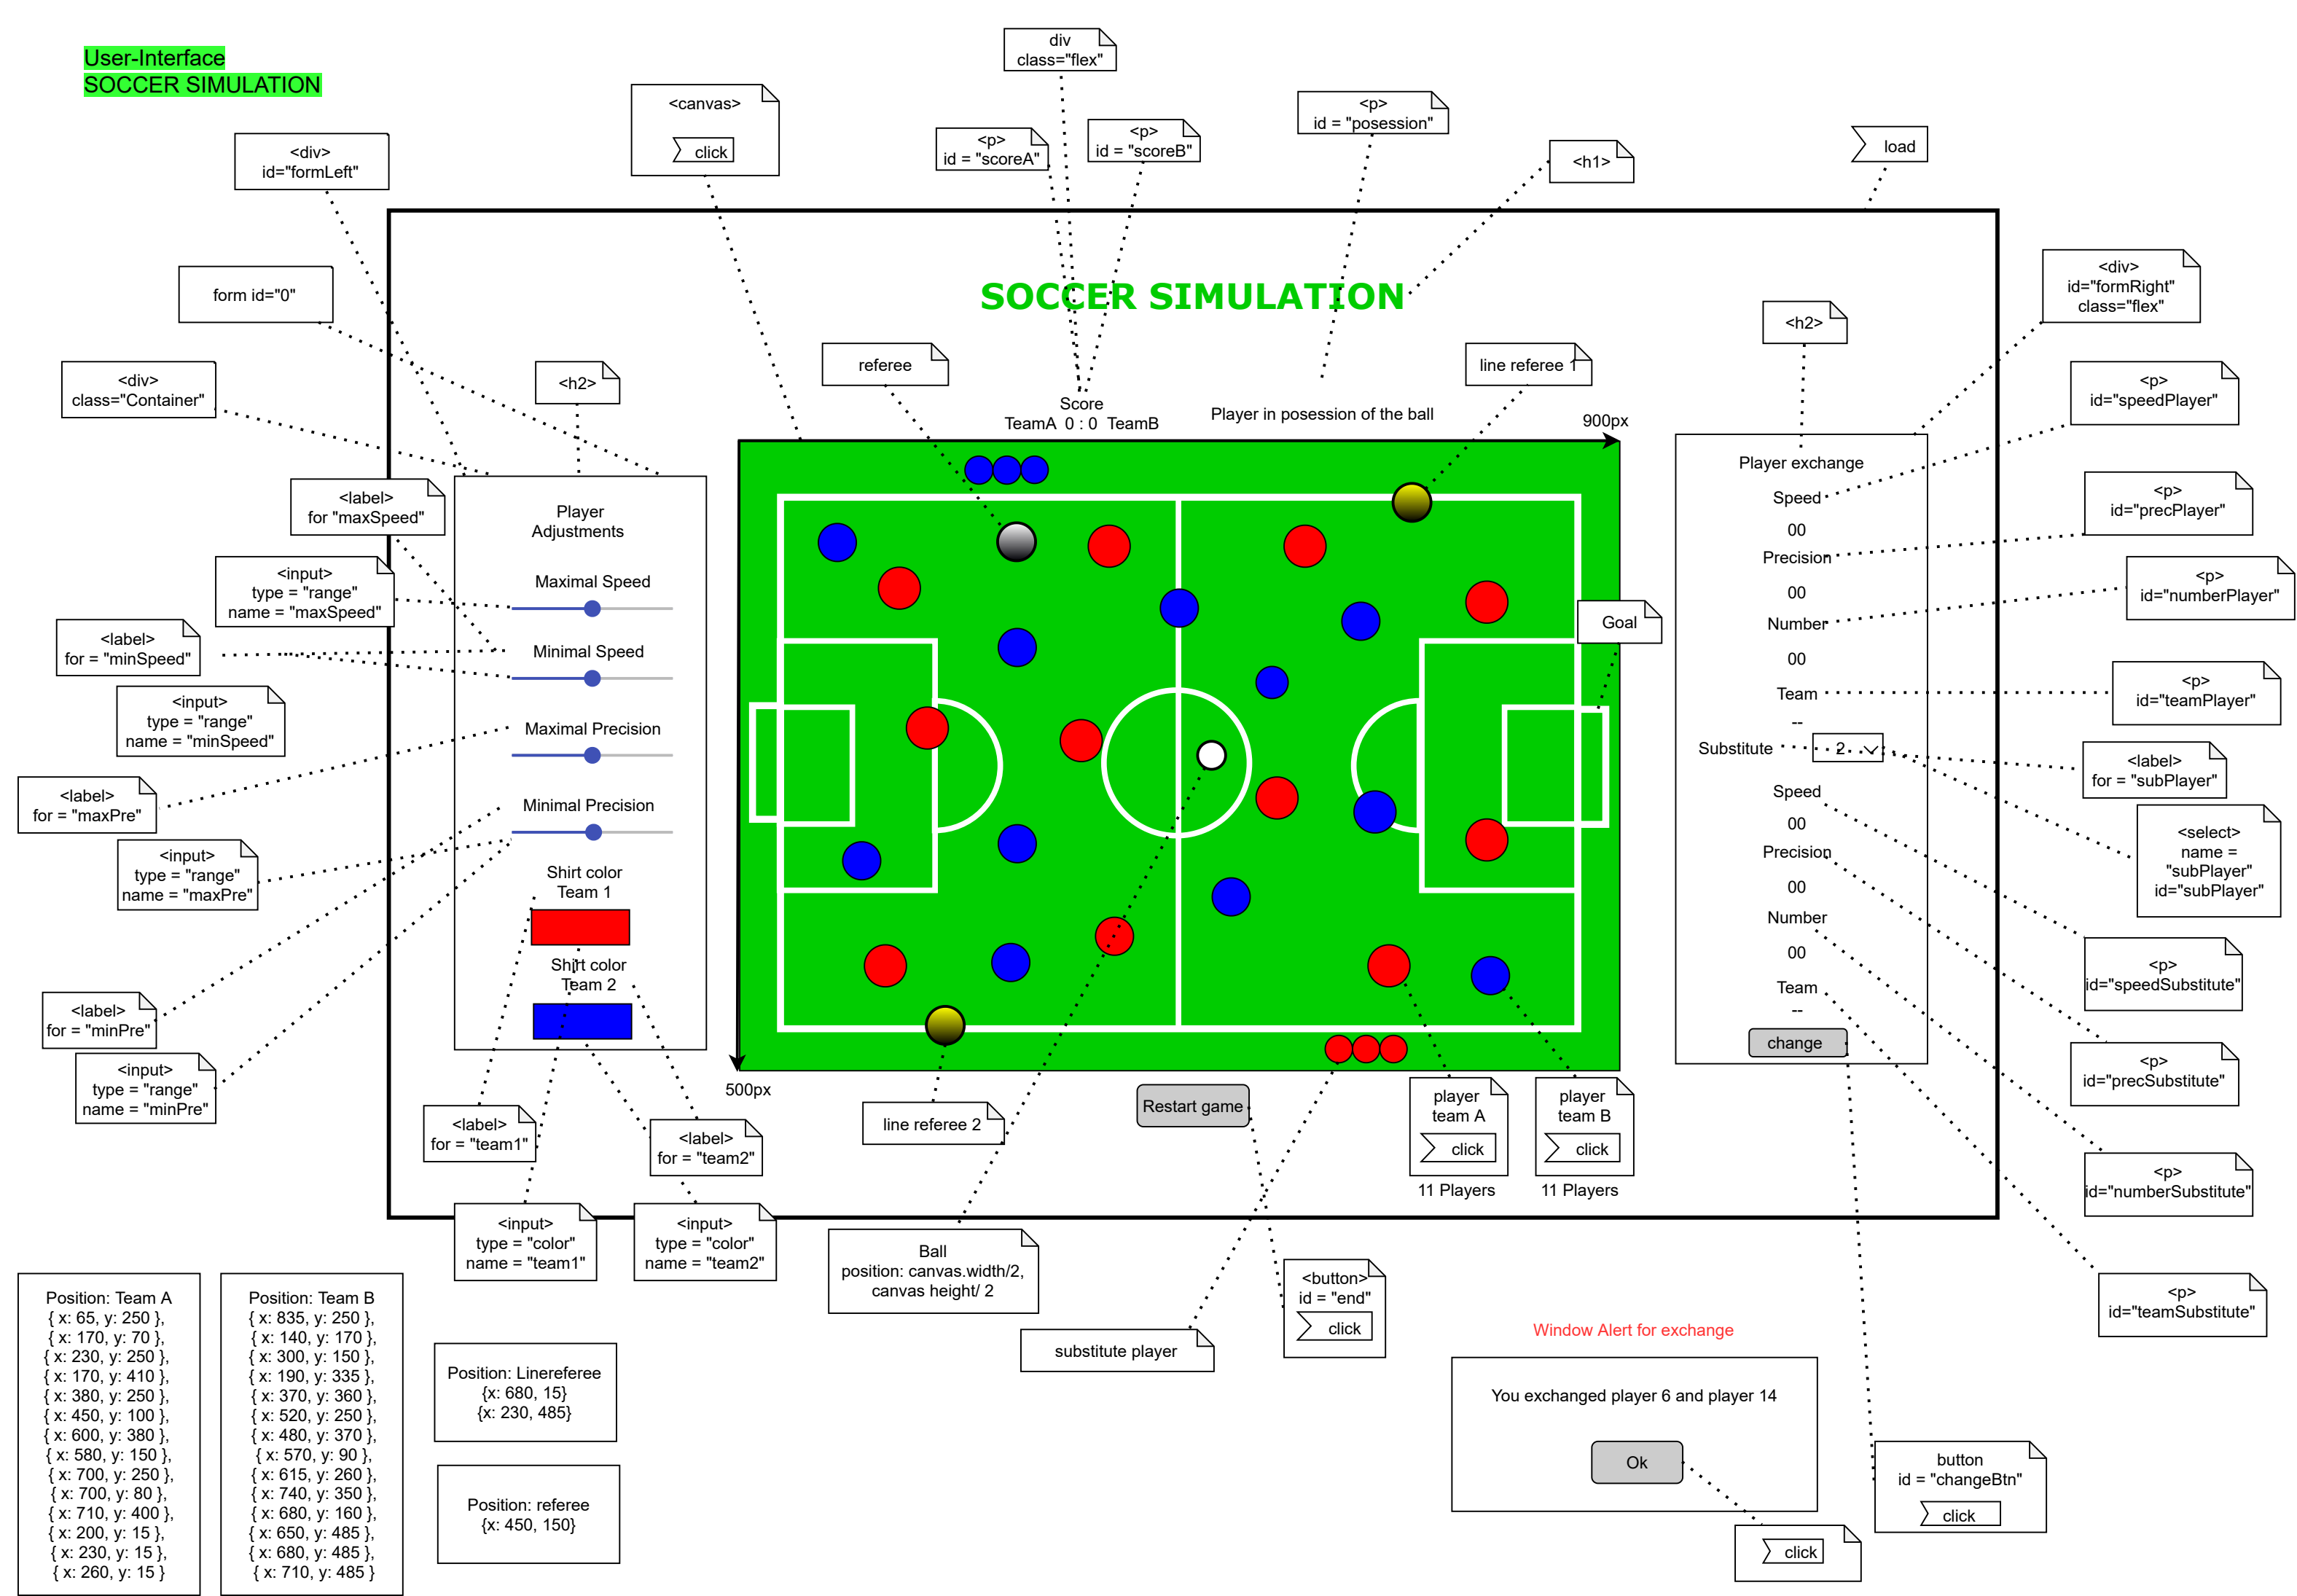 User-Interface
SOCCER SIMULATION
div
class="flex"
<canvas>
click
<p>
id = "scoreA"
<p>
id = "scoreB"
<p>
id = "posession"
<h1>
load
<div>
id="formLeft"
form id="0"
<div>
class="Container"
<h2>
SOCCER SIMULATION
referee
line referee 1
Score
TeamA 0 : 0 TeamB
Player in posession of the ball
900px
500px
<h2>
<div>
id="formRight"
class="flex"
<label>
for "maxSpeed"
<input>
type = "range"
name = "maxSpeed"
<label>
for = "minSpeed"
<input>
type = "range"
name = "minSpeed"
<label>
for = "maxPre"
<input>
type = "range"
name = "maxPre"
<label>
for = "minPre"
<input>
type = "range"
name = "minPre"
Player
Adjustments
Maximal Speed
Minimal Speed
Maximal Precision
Minimal Precision
Shirt color
Team 1
Shirt color
Team 2
Goal
Player exchange
Speed
00
Precision
00
Number
00
Team
--
Substitute
2
Speed
00
Precision
00
Number
00
Team
--
change
<p>
id="speedPlayer"
<p>
id="precPlayer"
<p>
id="numberPlayer"
<p>
id="teamPlayer"
<label>
for = "subPlayer"
<select>
name =
"subPlayer"
id="subPlayer"
<p>
id="speedSubstitute"
<p>
id="precSubstitute"
<p>
id="numberSubstitute"
<p>
id="teamSubstitute"
<label>
for = "team1"
<label>
for = "team2"
<input>
type = "color"
name = "team1"
<input>
type = "color"
name = "team2"
line referee 2
Restart game
player
team A
click
11 Players
player
team B
click
11 Players
Ball
position: canvas.width/2,
canvas height/ 2
substitute player
<button>
id = "end"
click
Position: Team A
{ x: 65, y: 250 },
{ x: 170, y: 70 },
{ x: 230, y: 250 },
{ x: 170, y: 410 },
{ x: 380, y: 250 },
{ x: 450, y: 100 },
{ x: 600, y: 380 },
{ x: 580, y: 150 },
{ x: 700, y: 250 },
{ x: 700, y: 80 },
{ x: 710, y: 400 },
{ x: 200, y: 15 },
{ x: 230, y: 15 },
{ x: 260, y: 15 }
Position: Team B
{ x: 835, y: 250 },
{ x: 140, y: 170 },
{ x: 300, y: 150 },
{ x: 190, y: 335 },
{ x: 370, y: 360 },
{ x: 520, y: 250 },
{ x: 480, y: 370 },
{ x: 570, y: 90 },
{ x: 615, y: 260 },
{ x: 740, y: 350 },
{ x: 680, y: 160 },
{ x: 650, y: 485 },
{ x: 680, y: 485 },
{ x: 710, y: 485 }
Position: Linereferee
{x: 680, 15}
{x: 230, 485}
Position: referee
{x: 450, 150}
Window Alert for exchange
You exchanged player 6 and player 14
Ok
click
button
id = "changeBtn"
click